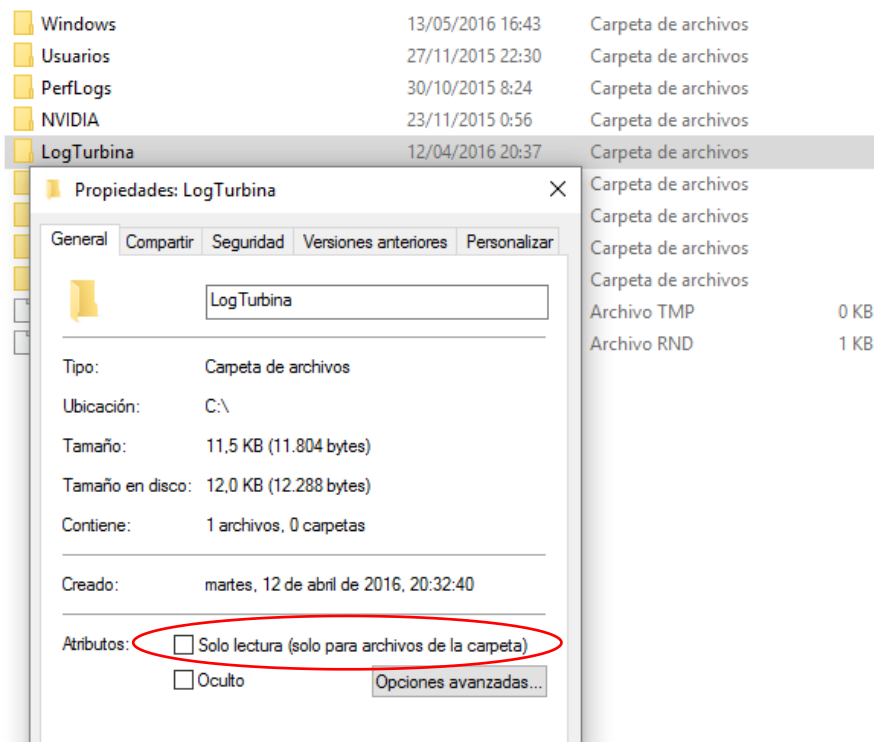 Windows 13/05/2016 16:43 Carpeta de archivos
Usuarios 27/11/2015 22:30 Carpeta de archivos
PerfLogs 30/10/2015 8:24 Carpeta de archivos
NVIDIA 23/11/2015 0:56 Carpeta de archivos
LogTurbina 12/04/2016 20:37 Carpeta de archivos
Carpeta de archivos
Carpeta de archivos
Carpeta de archivos
Carpeta de archivos
Archivo TMP 0 KB
Archivo RND 1 KB
Propiedades: LogTurbina
General Compartir Seguridad Versiones anteriores Personalizar
LogTurbina
Tipo: Carpeta de archivos
Ubicación: C:\
Tamaño: 11,5 KB (11.804 bytes)
Tamaño en disco: 12,0 KB (12.288 bytes)
Contiene: 1 archivos, 0 carpetas
Creado: martes, 12 de abril de 2016, 20:32:40
Atributos: Solo lectura (solo para archivos de la carpeta)
Oculto Opciones avanzadas...